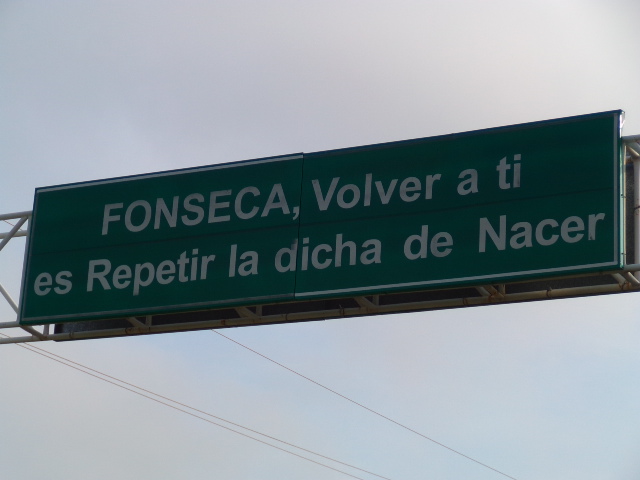 FONSECA, Volver a ti
es Repetir la dicha de Nacer